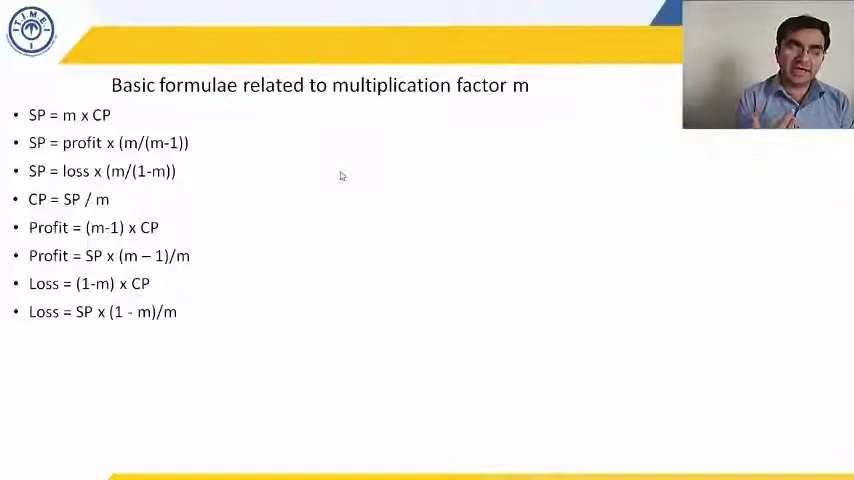 T.I.M.E.
Basic formulae related to multiplication factor m
• SP = m x CP
• SP = profit x (m/(m-1))
• SP = loss x (m/(1-m))
• CP = SP / m
• Profit = (m-1) x CP
• Profit = SP x (m – 1)/m
• Loss = (1-m) x CP
• Loss = SP x (1 - m)/m